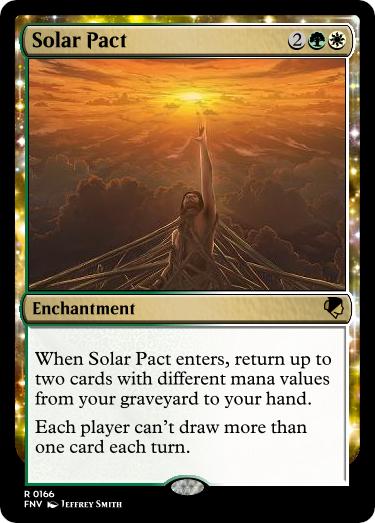 Solar Pact 2
Enchantment
When Solar Pact enters, return up to
two cards with different mana values
from your graveyard to your hand.
Each player can't draw more than
one card each turn.
R 0166
FNV Jeffrey Smith